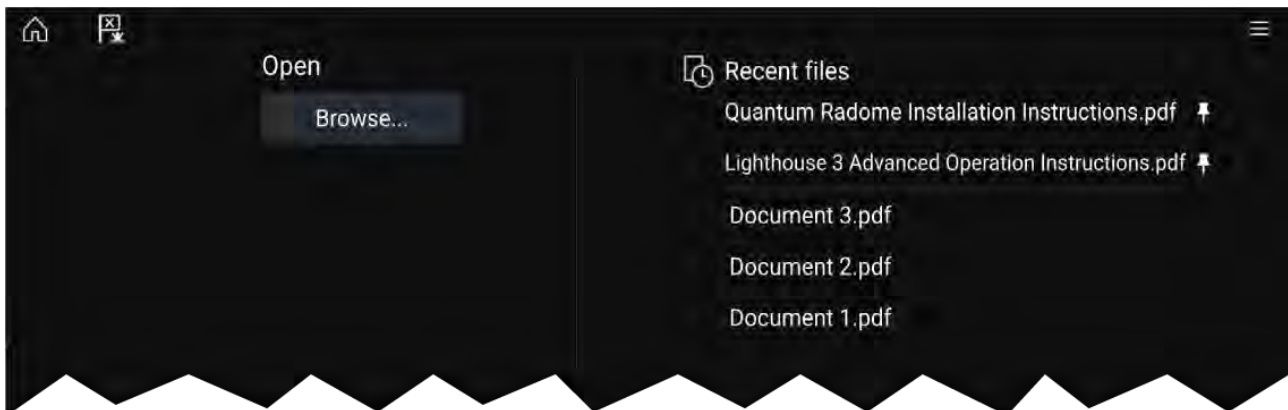 Open
Browse...
Recent files
Quantum Radome Installation Instructions.pdf
Lighthouse 3 Advanced Operation Instructions.pdf
Document 3.pdf
Document 2.pdf
Document 1.pdf